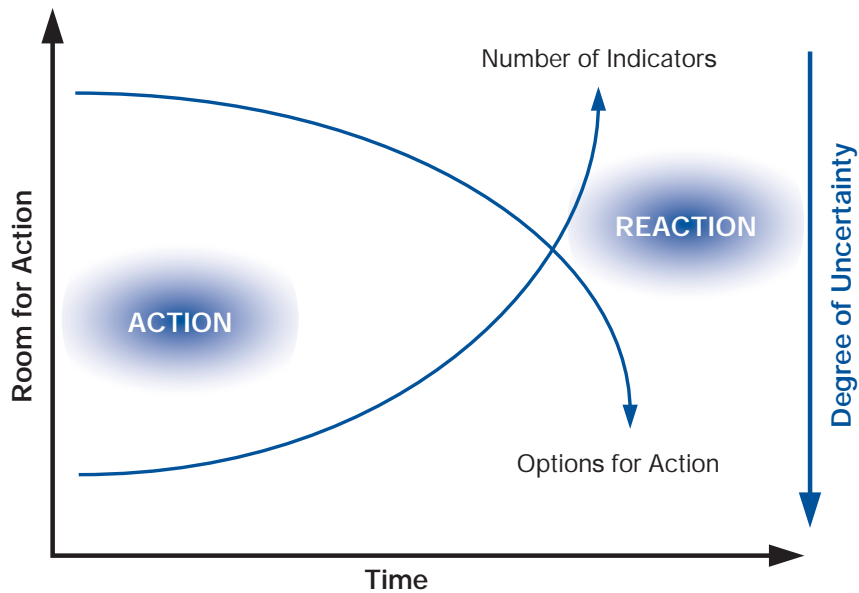 Number of Indicators
Room for Action
ACTION
REACTION
Degree of Uncertainty
Options for Action
Time